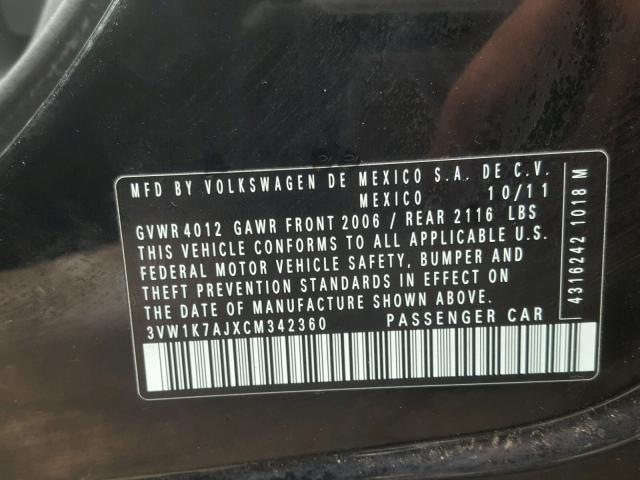 MFD BY VOLKSWAGEN DE MEXICO S.A. DE C.V.
MEXICO 10/11
GVWR 4012 GAWR FRONT 2006 / REAR 2116 LBS
THIS VEHICLE CONFORMS TO ALL APPLICABLE U.S.
FEDERAL MOTOR VEHICLE SAFETY, BUMPER AND
THEFT PREVENTION STANDARDS IN EFFECT ON
THE DATE OF MANUFACTURE SHOWN ABOVE.
3VW1K7AJXCM342360 PASSENGER CAR
4316242 1018 M